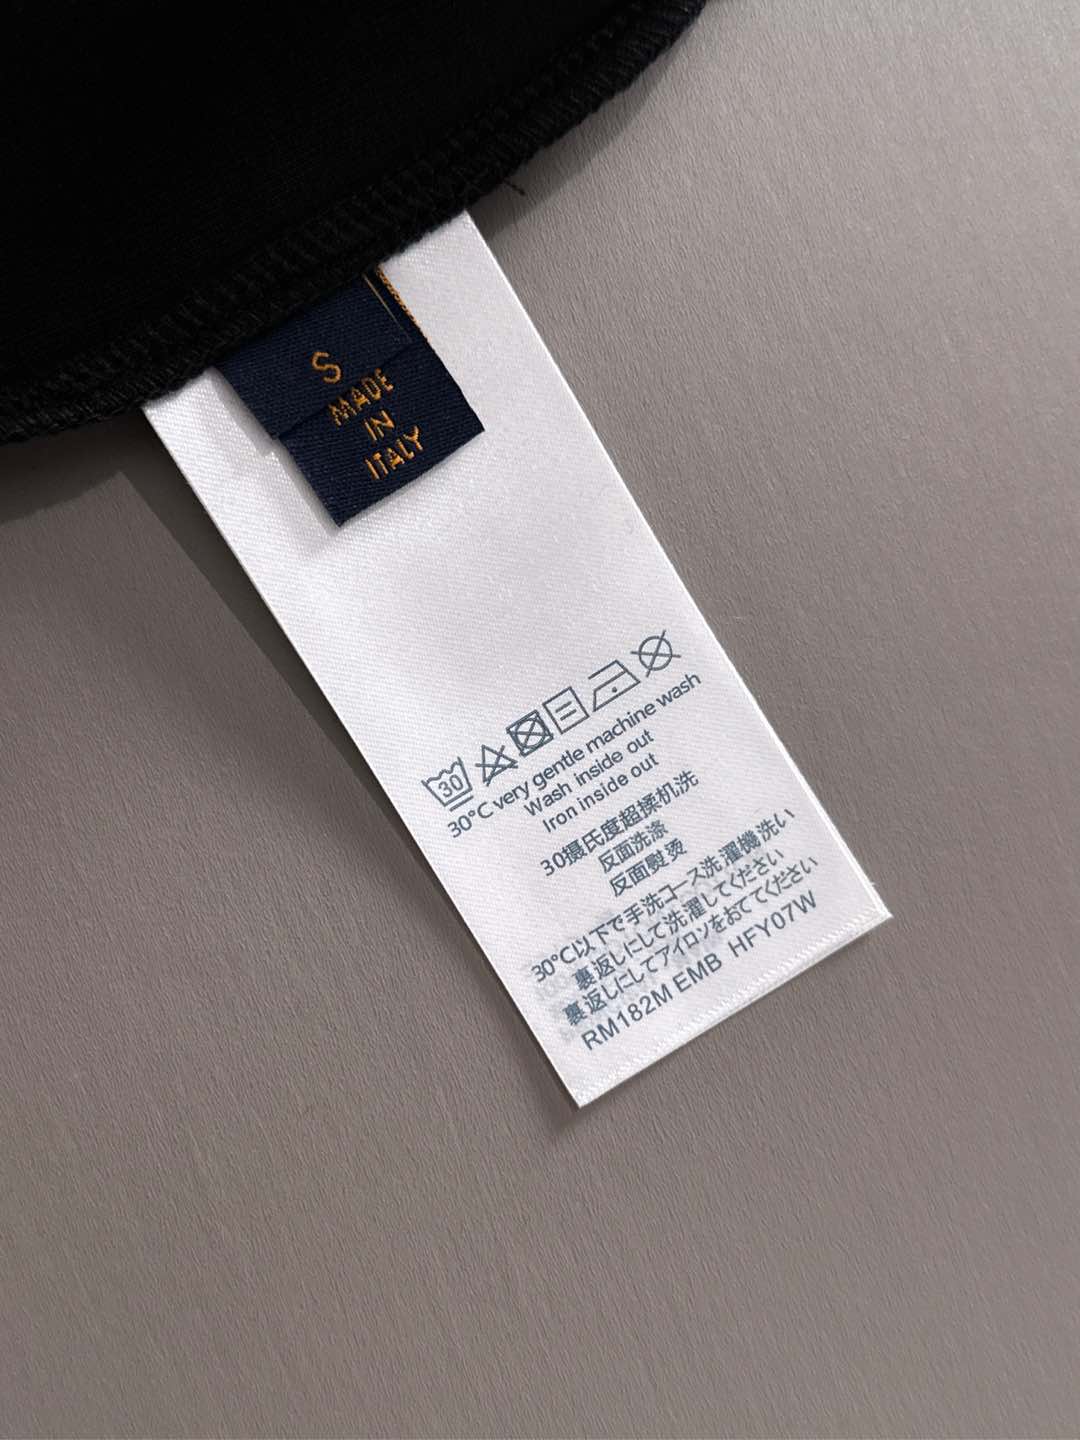 S
MADE
IN
ITALY
30
30°C very gentle machine wash
Wash inside out
Iron inside out
30摄氏度超揉机洗
反面洗涤
反面熨烫
30°C以下で手洗コース洗濯機洗い
裏返しにして洗濯してください
裏返しにしてアイロンをおててください
RM182M EMB HFY07W